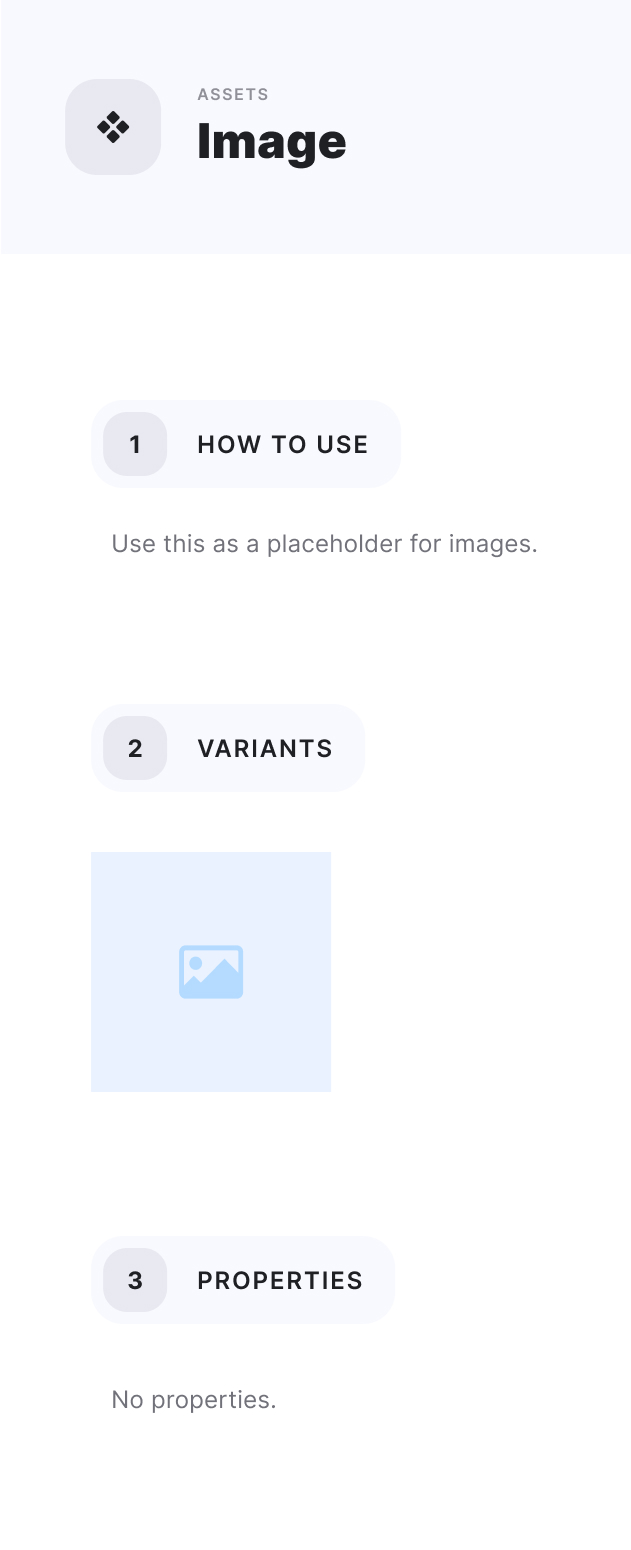 ASSETS
Image
1 HOW TO USE
Use this as a placeholder for images.
2 VARIANTS
3 PROPERTIES
No properties.